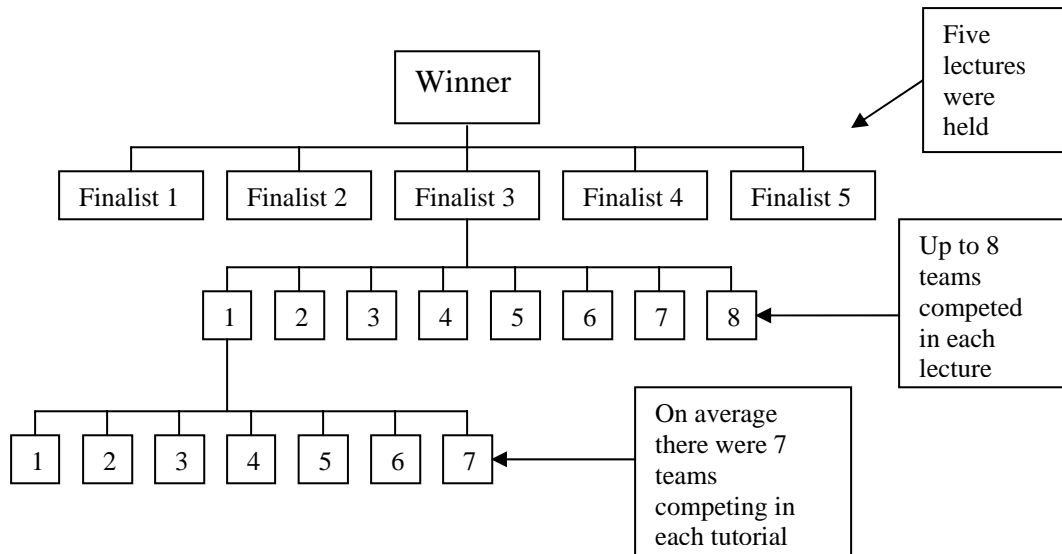 Five
lectures
were
held
Winner
Finalist 1
Finalist 2
Finalist 3
Finalist 4
Finalist 5
Up to 8
teams
competed
in each
lecture
1
2
3
4
5
6
7
8
On average
there were 7
teams
competing in
each tutorial
1
2
3
4
5
6
7